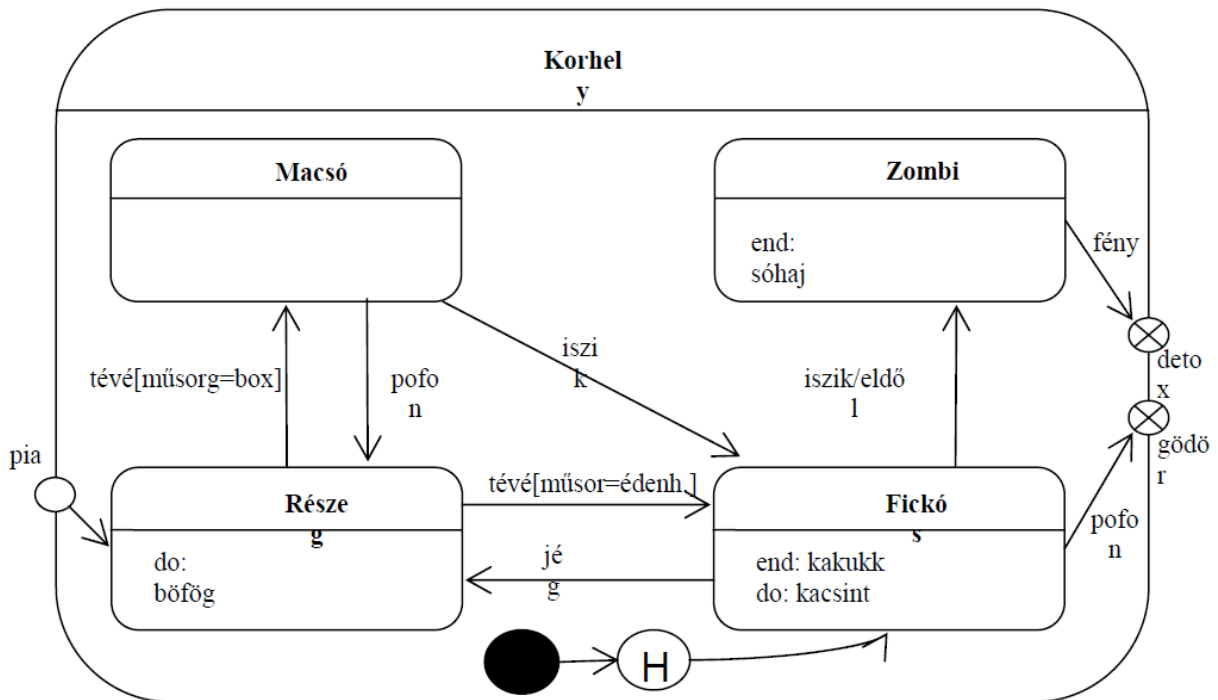 Korhel
y
Macsó
Zombi
end:
sóhaj
fény
deto
x
tévé[műsorg=box]
pofo
n
iszi
k
iszik/eldő
l
gödö
r
pia
Része
g
do:
böfög
tévé[műsor=édenh.]
jé
g
Fickó
s
end: kakukk
do: kacsint
pofo
n
H